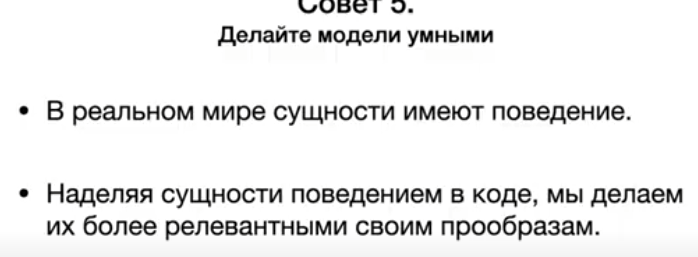 Совет 5.
Делайте модели умными
• В реальном мире сущности имеют поведение.
• Наделяя сущности поведением в коде, мы делаем
их более релевантными своим прообразам.